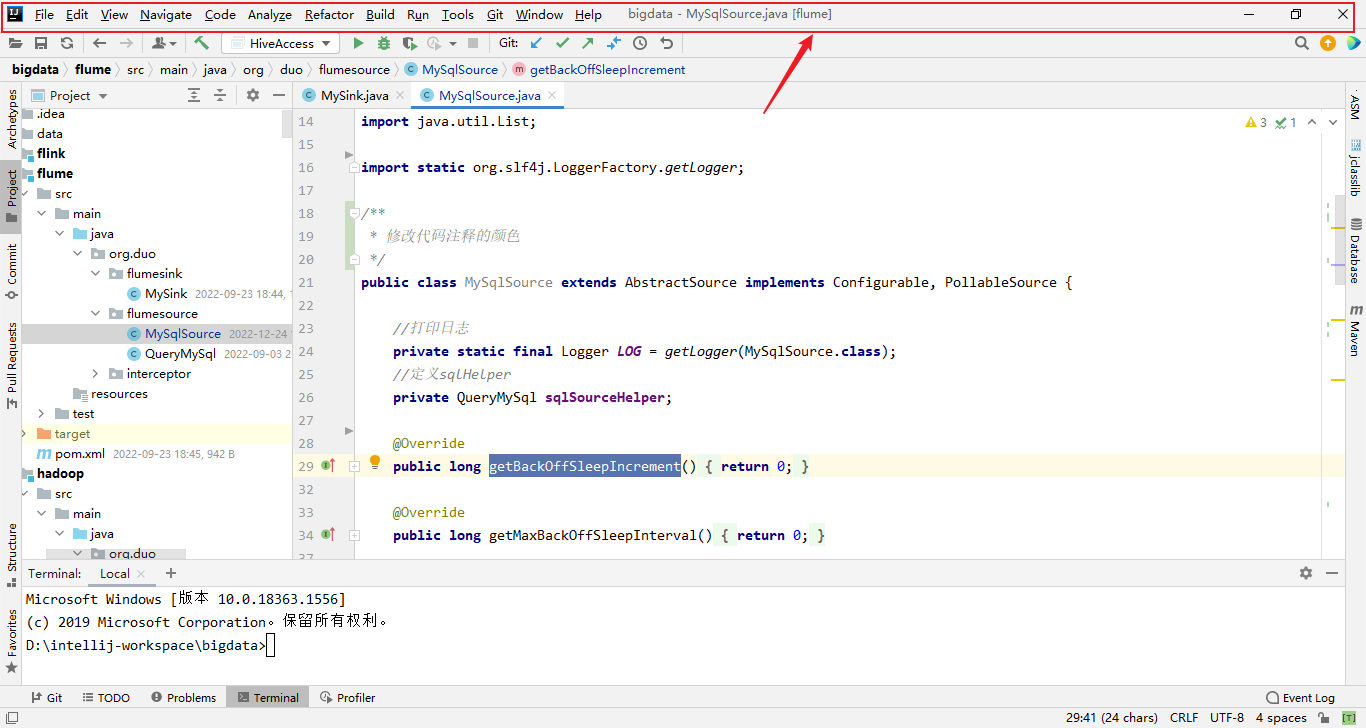 File Edit View Navigate Code Analyze Refactor Build Run Tools Git Window Help bigdata - MySqlSource.java [flume]
HiveAccess Git:
bigdata flume src main java org duo flumesource MySqlSource getBackOffSleepIncrement
Archetypes
Project
Commit
Pull Requests
Structure
Favorites
Project
.idea
data
flink
flume
src
main
java
org.duo
flumesink
MySink 2022-09-23 18:44,
flumesource
MySqlSource 2022-12-24
QueryMySql 2022-09-03 2
interceptor
resources
test
target
pom.xml 2022-09-23 18:45, 942 B
hadoop
src
main
java
org.duo
MySink.java MySqlSource.java
3 1
14 import java.util.List;
15
16 import static org.slf4j.LoggerFactory.getLogger;
17
18 /**
19 * 修改代码注释的颜色
20 */
21 public class MySqlSource extends AbstractSource implements Configurable, PollableSource {
22
23 //打印日志
24 private static final Logger LOG = getLogger(MySqlSource.class);
25 //定义sqlHelper
26 private QueryMySql sqlSourceHelper;
27
28 @Override
29 public long getBackOffSleepIncrement() { return 0; }
32
33 @Override
34 public long getMaxBackOffSleepInterval() { return 0; }
37
ASM
jclasslib
Database
Maven
Terminal: Local
Microsoft Windows [版本 10.0.18363.1556]
(c) 2019 Microsoft Corporation。保留所有权利。
D:\intellij-workspace\bigdata>
Git TODO Problems Terminal Profiler Event Log
29:41 (24 chars) CRLF UTF-8 4 spaces [T]